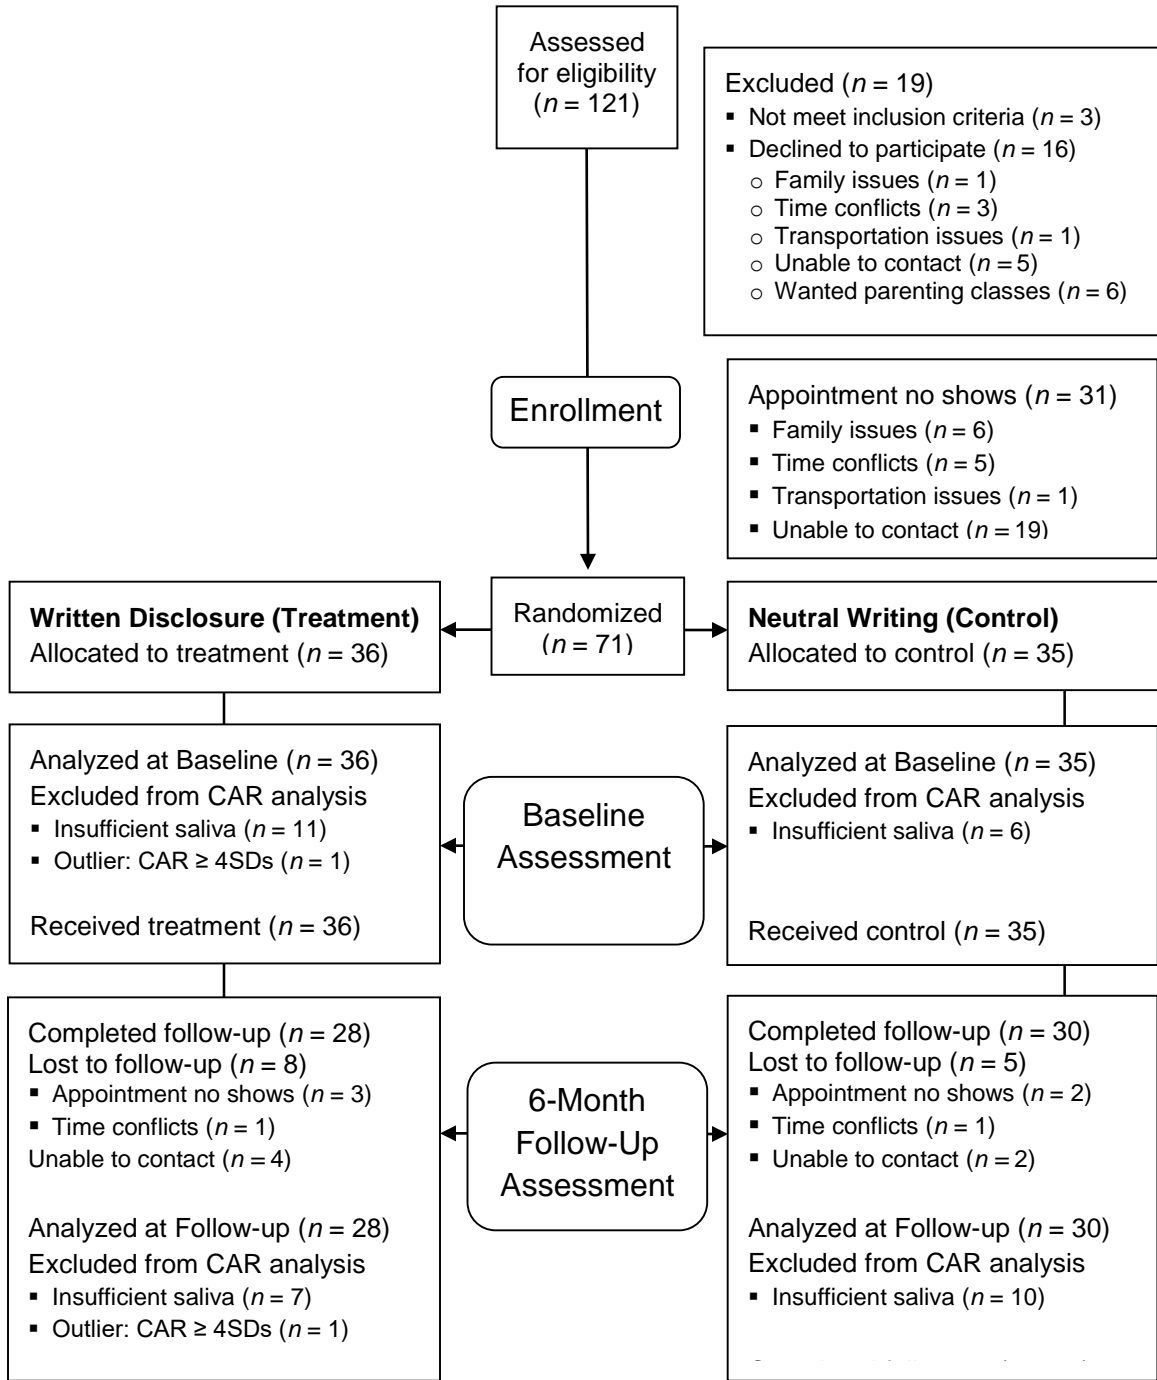 Assessed
for eligibility
(n = 121)
Excluded (n = 19)
▪ Not meet inclusion criteria (n = 3)
▪ Declined to participate (n = 16)
o Family issues (n = 1)
o Time conflicts (n = 3)
o Transportation issues (n = 1)
o Unable to contact (n = 5)
o Wanted parenting classes (n = 6)
Enrollment
Appointment no shows (n = 31)
▪ Family issues (n = 6)
▪ Time conflicts (n = 5)
▪ Transportation issues (n = 1)
▪ Unable to contact (n = 19)
Written Disclosure (Treatment)
Allocated to treatment (n = 36)
Randomized
(n = 71)
Neutral Writing (Control)
Allocated to control (n = 35)
Analyzed at Baseline (n = 36)
Excluded from CAR analysis
▪ Insufficient saliva (n = 11)
▪ Outlier: CAR ≥ 4SDs (n = 1)
Received treatment (n = 36)
Baseline
Assessment
Analyzed at Baseline (n = 35)
Excluded from CAR analysis
▪ Insufficient saliva (n = 6)
Received control (n = 35)
Completed follow-up (n = 28)
Lost to follow-up (n = 8)
▪ Appointment no shows (n = 3)
▪ Time conflicts (n = 1)
Unable to contact (n = 4)
Analyzed at Follow-up (n = 28)
Excluded from CAR analysis
▪ Insufficient saliva (n = 7)
▪ Outlier: CAR ≥ 4SDs (n = 1)
6-Month
Follow-Up
Assessment
Completed follow-up (n = 30)
Lost to follow-up (n = 5)
▪ Appointment no shows (n = 2)
▪ Time conflicts (n = 1)
▪ Unable to contact (n = 2)
Analyzed at Follow-up (n = 30)
Excluded from CAR analysis
▪ Insufficient saliva (n = 10)